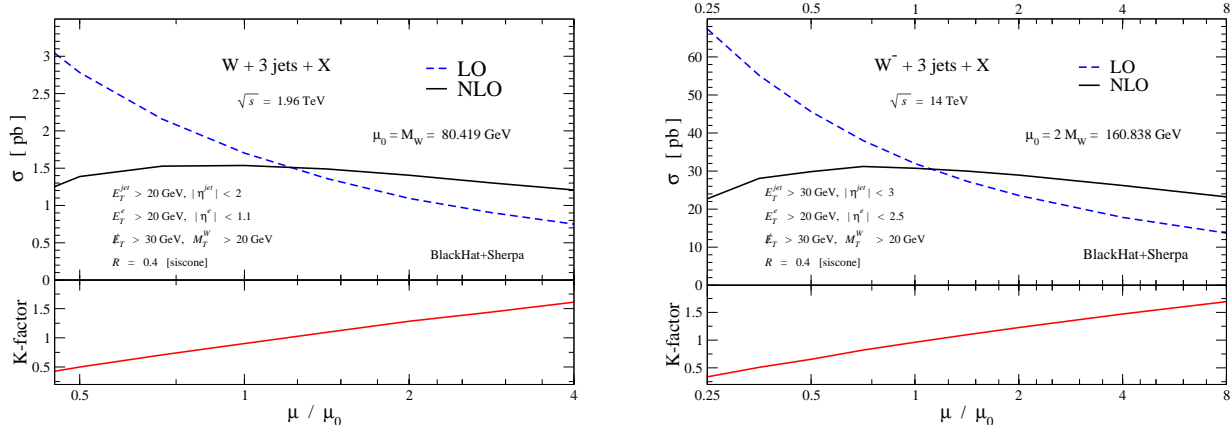 W + 3 jets + X
√s = 1.96 TeV
LO
NLO
μ₀ = M_W = 80.419 GeV
E_T^jet > 20 GeV, | η^jet | < 2
E_T^e > 20 GeV, | η^e | < 1.1
E̸_T > 30 GeV, M_T^W > 20 GeV
R = 0.4 [siscone]
BlackHat+Sherpa
σ [ pb ]
3
2.5
2
1.5
1
0.5
0
K-factor
1.5
1
0.5
0.5 1 2 4
μ / μ₀
0.25 0.5 1 2 4 8
W⁻ + 3 jets + X
√s = 14 TeV
LO
NLO
μ₀ = 2 M_W = 160.838 GeV
E_T^jet > 30 GeV, | η^jet | < 3
E_T^e > 20 GeV, | η^e | < 2.5
E̸_T > 30 GeV, M_T^W > 20 GeV
R = 0.4 [siscone]
BlackHat+Sherpa
σ [ pb ]
60
50
40
30
20
10
0
K-factor
1.5
1
0.5
0.25 0.5 1 2 4 8
μ / μ₀